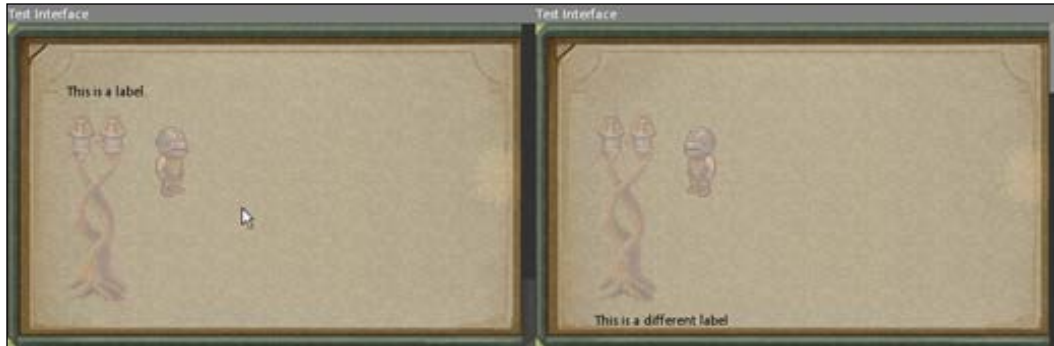 Test Interface
This is a label
Test Interface
This is a different label